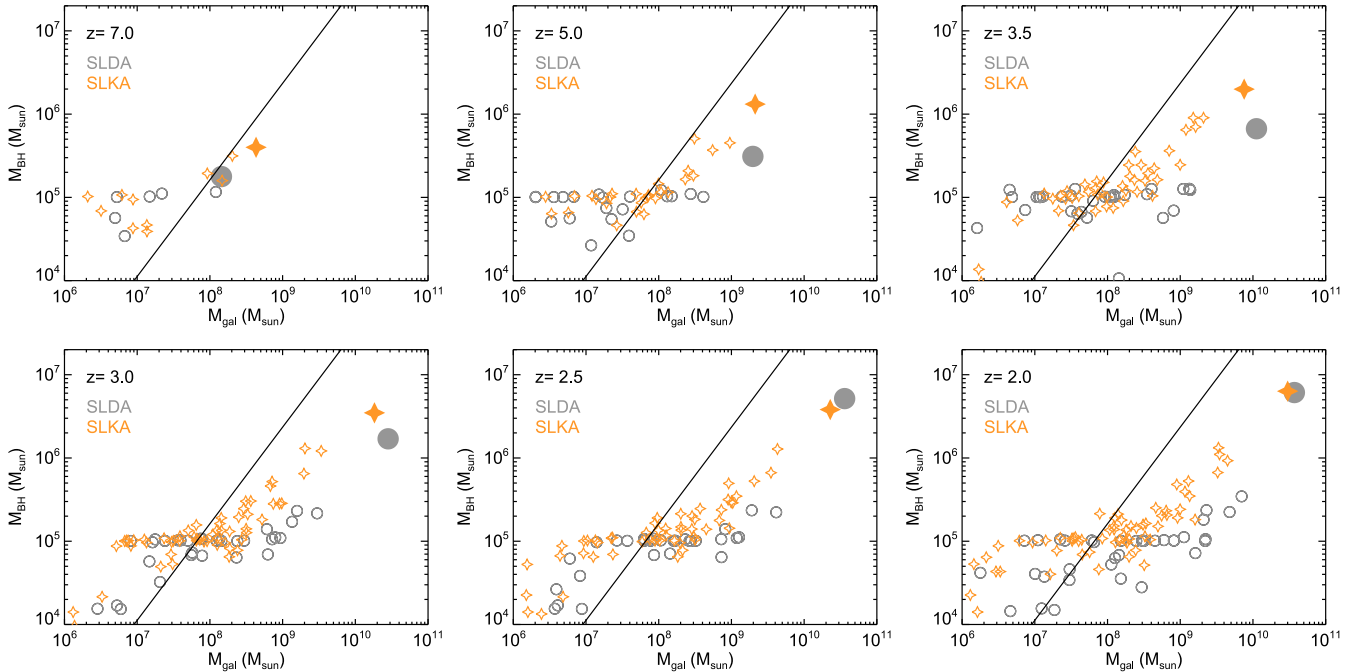 z= 7.0
SLDA
SLKA
10^7
10^6
10^5
10^4
M_BH (M_sun)
10^6 10^7 10^8 10^9 10^10 10^11
M_gal (M_sun)
z= 5.0
SLDA
SLKA
10^7
10^6
10^5
10^4
M_BH (M_sun)
10^6 10^7 10^8 10^9 10^10 10^11
M_gal (M_sun)
z= 3.5
SLDA
SLKA
10^7
10^6
10^5
10^4
M_BH (M_sun)
10^6 10^7 10^8 10^9 10^10 10^11
M_gal (M_sun)
z= 3.0
SLDA
SLKA
10^7
10^6
10^5
10^4
M_BH (M_sun)
10^6 10^7 10^8 10^9 10^10 10^11
M_gal (M_sun)
z= 2.5
SLDA
SLKA
10^7
10^6
10^5
10^4
M_BH (M_sun)
10^6 10^7 10^8 10^9 10^10 10^11
M_gal (M_sun)
z= 2.0
SLDA
SLKA
10^7
10^6
10^5
10^4
M_BH (M_sun)
10^6 10^7 10^8 10^9 10^10 10^11
M_gal (M_sun)